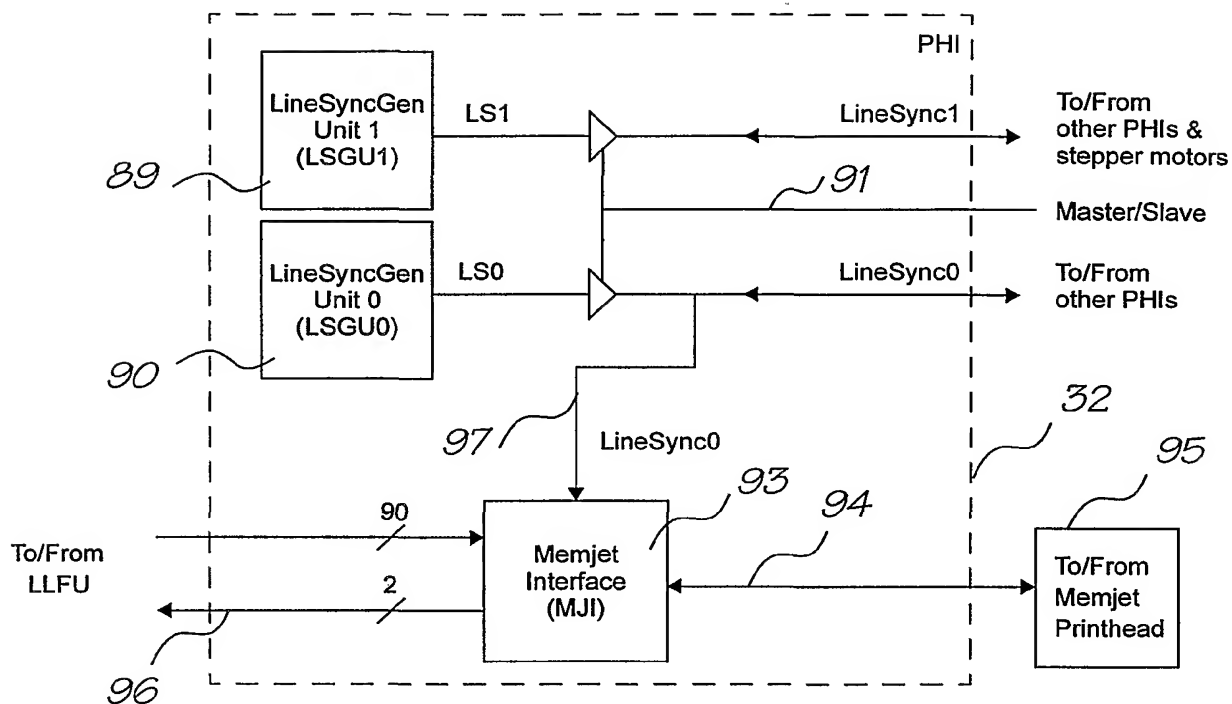 PHI
LineSyncGen
Unit 1
(LSGU1)
LS1
LineSync1
To/From
other PHIs &
stepper motors
89
91
Master/Slave
LineSyncGen
Unit 0
(LSGU0)
LS0
LineSync0
To/From
other PHIs
90
97
LineSync0
32
93
94
95
To/From
LLFU
90
2
96
Memjet
Interface
(MJI)
To/From
Memjet
Printhead